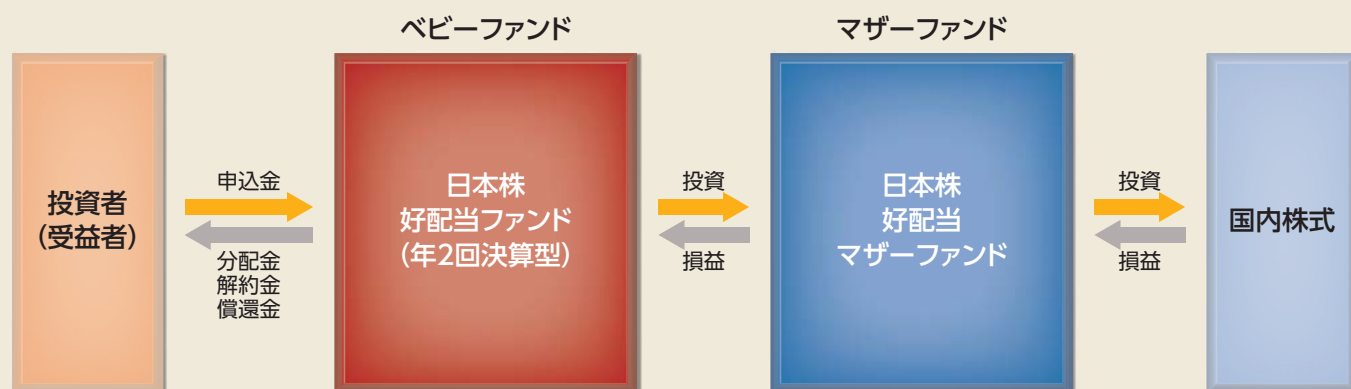 ベビーファンド
マザーファンド
投資者
(受益者)
申込金
分配金
解約金
償還金
日本株
好配当ファンド
(年2回決算型)
投資
損益
日本株
好配当
マザーファンド
投資
損益
国内株式